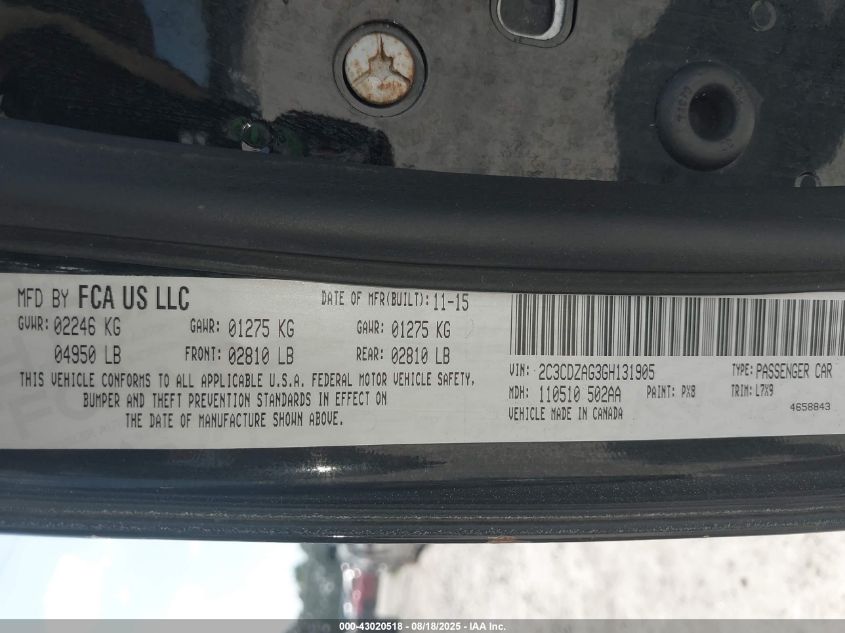 MFD BY FCA US LLC DATE OF MFR(BUILT): 11-15
GVWR: 02246 KG GAWR: 01275 KG GAWR: 01275 KG
04950 LB FRONT: 02810 LB REAR: 02810 LB
THIS VEHICLE CONFORMS TO ALL APPLICABLE U.S.A. FEDERAL MOTOR VEHICLE SAFETY,
BUMPER AND THEFT PREVENTION STANDARDS IN EFFECT ON
THE DATE OF MANUFACTURE SHOWN ABOVE.
VIN: 2C3CDZAG3GH131905 TYPE: PASSENGER CAR
MDH: 110510 502AA PAINT: PX8 TRIM: L7X9
VEHICLE MADE IN CANADA 4658843
000-43020518 - 08/18/2025 - IAA Inc.